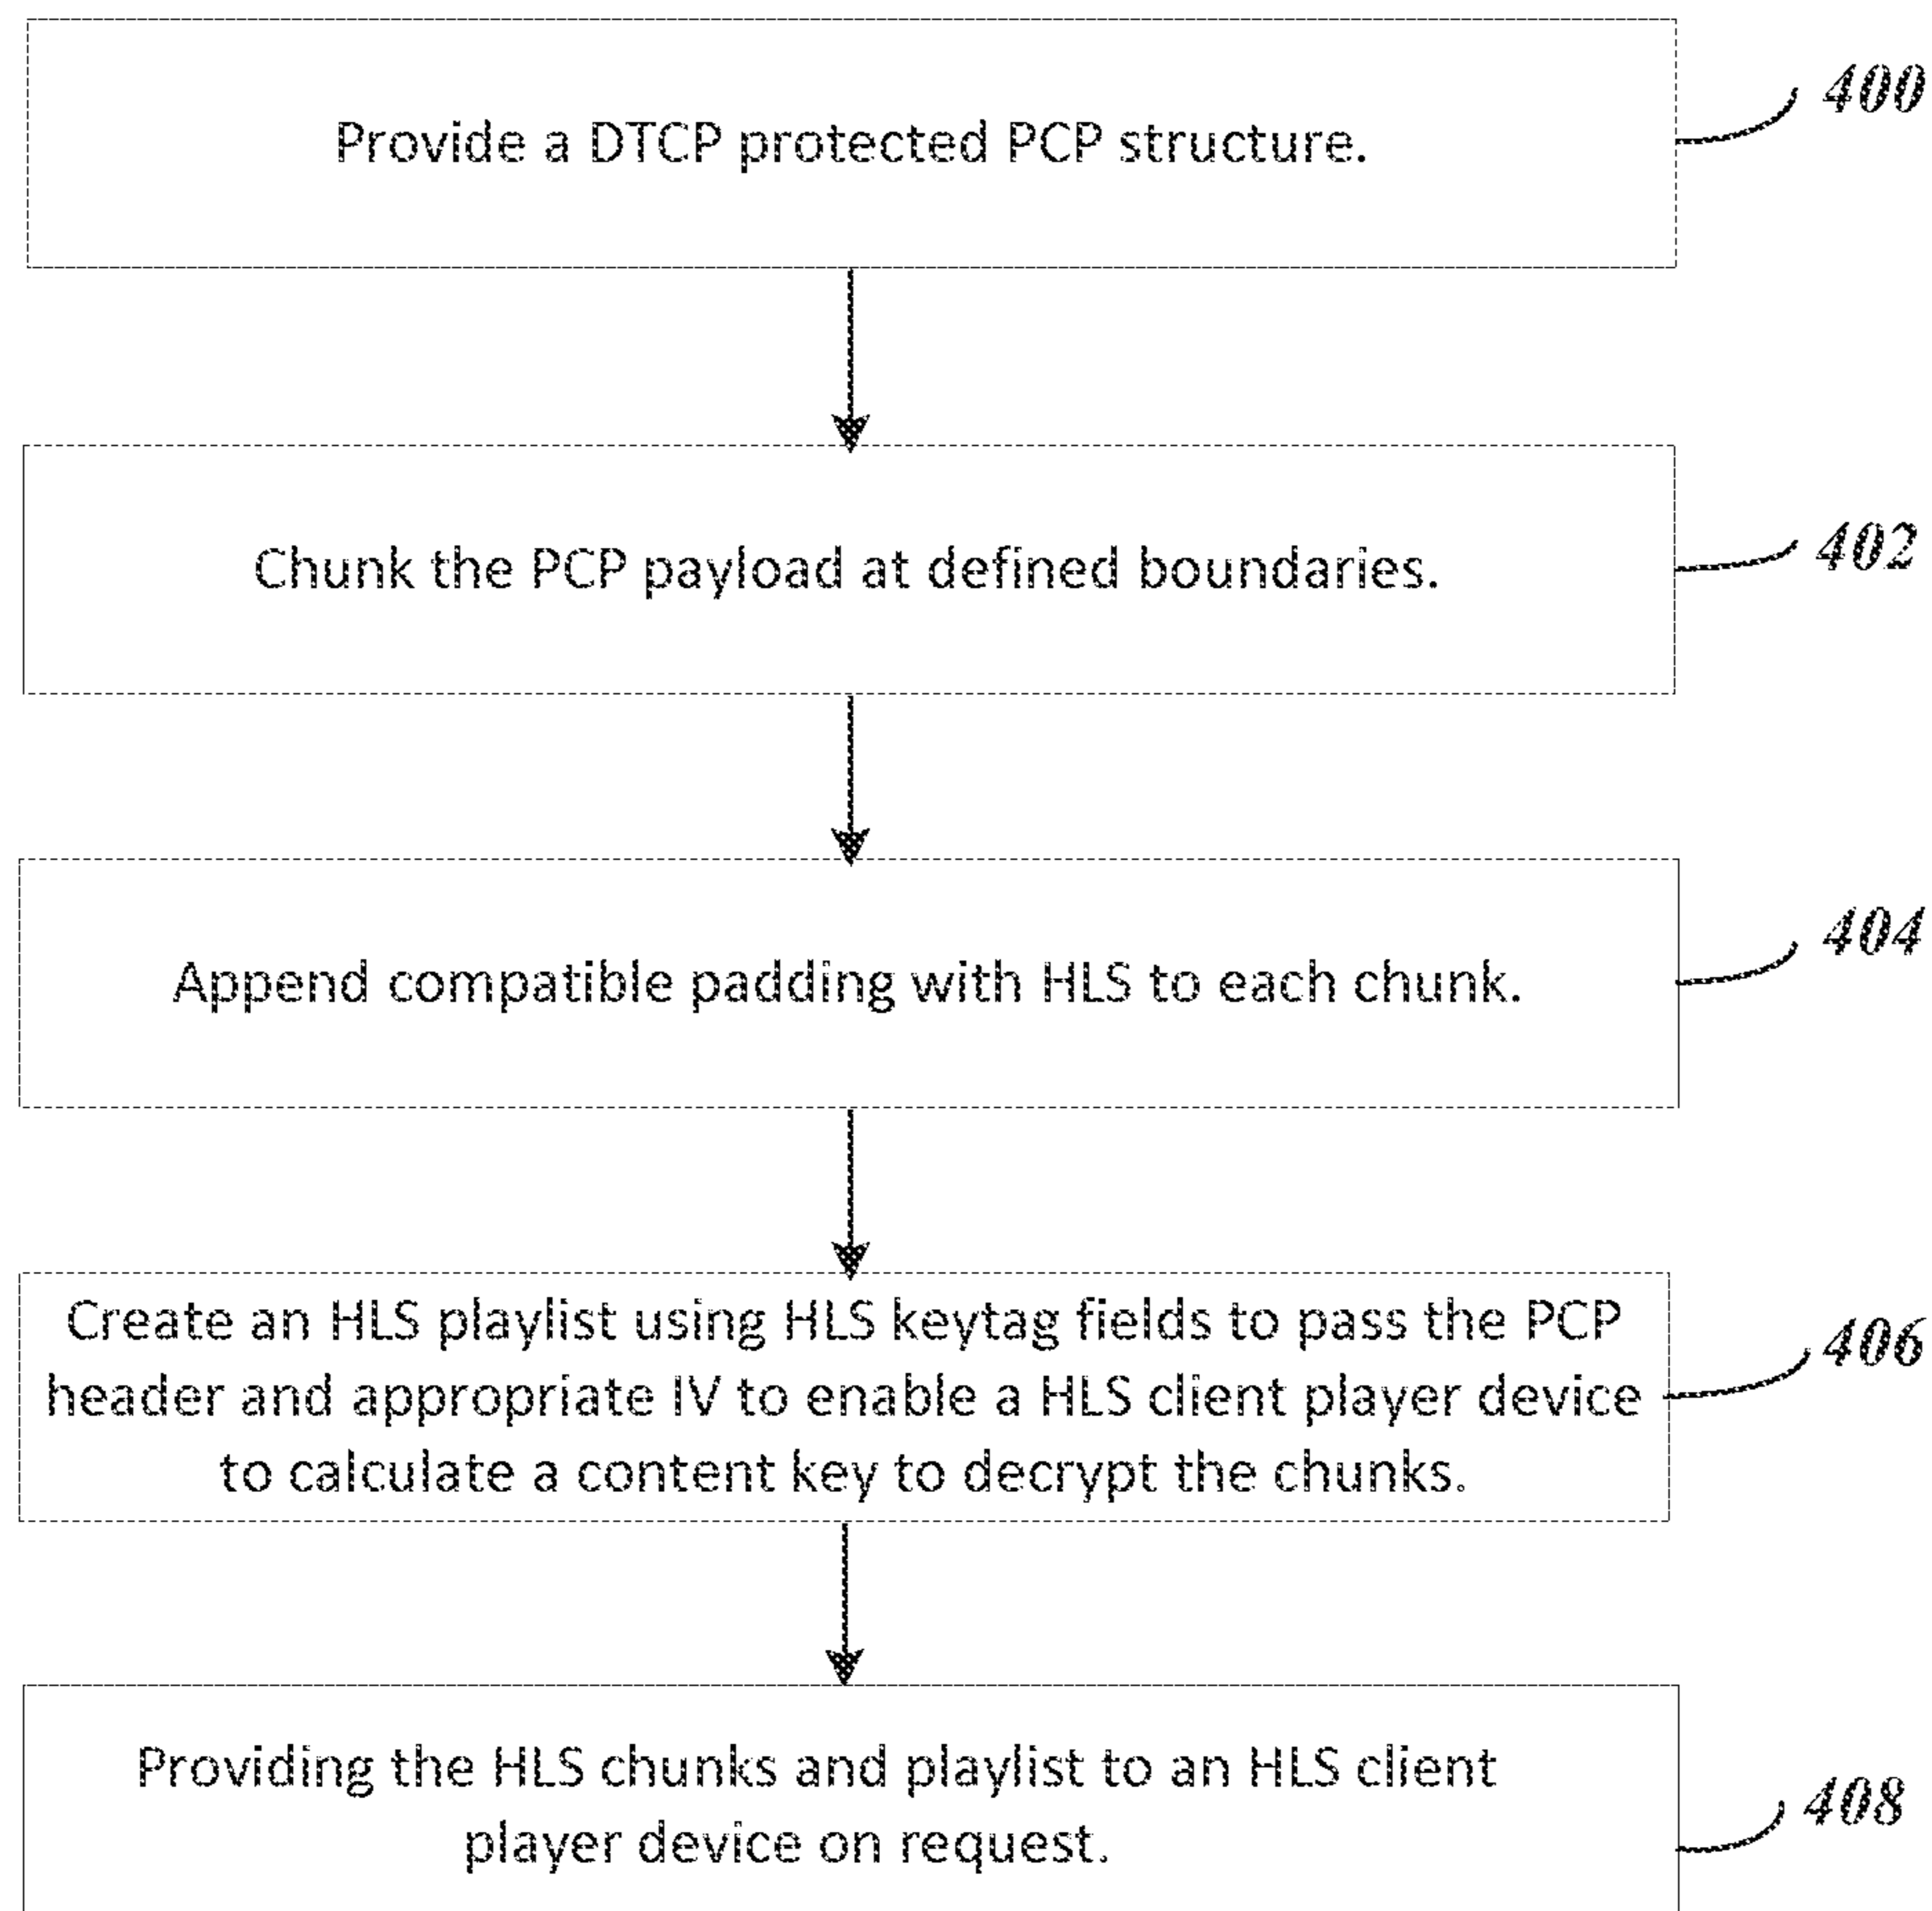 Provide a DTCP protected PCP structure.
400
Chunk the PCP payload at defined boundaries.
402
Append compatible padding with HLS to each chunk.
404
Create an HLS playlist using HLS keytag fields to pass the PCP
header and appropriate IV to enable a HLS client player device
to calculate a content key to decrypt the chunks.
406
Providing the HLS chunks and playlist to an HLS client
player device on request.
408